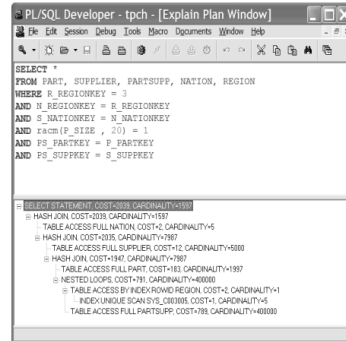 PL/SQL Developer - tpch - [Explain Plan Window]
File Edit Session Debug Tools Macro Documents Window Help
SELECT *
FROM PART, SUPPLIER, PARTSUPP, NATION, REGION
WHERE R_REGIONKEY = 3
AND N_REGIONKEY = R_REGIONKEY
AND S_NATIONKEY = N_NATIONKEY
AND racm(P_SIZE , 20) = 1
AND PS_PARTKEY = P_PARTKEY
AND PS_SUPPKEY = S_SUPPKEY
SELECT STATEMENT, COST=2039, CARDINALITY=1597
HASH JOIN, COST=2039, CARDINALITY=1597
TABLE ACCESS FULL NATION, COST=2, CARDINALITY=5
HASH JOIN, COST=2035, CARDINALITY=7987
TABLE ACCESS FULL SUPPLIER, COST=12, CARDINALITY=5000
HASH JOIN, COST=1947, CARDINALITY=7987
TABLE ACCESS FULL PART, COST=183, CARDINALITY=1997
NESTED LOOPS, COST=791, CARDINALITY=400000
TABLE ACCESS BY INDEX ROWID REGION, COST=2, CARDINALITY=1
INDEX UNIQUE SCAN SYS_C003005, COST=1, CARDINALITY=5
TABLE ACCESS FULL PARTSUPP, COST=789, CARDINALITY=400000